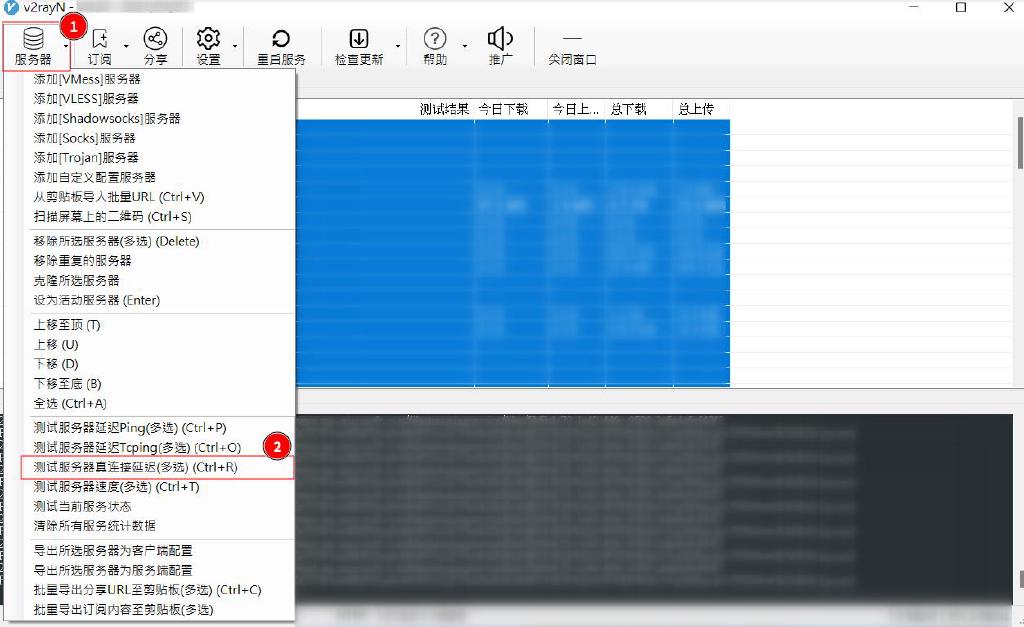 v2rayN -
1
服务器
订阅
分享
设置
重启服务
检查更新
帮助
推广
关闭窗口
添加[VMess]服务器
添加[VLESS]服务器
添加[Shadowsocks]服务器
添加[Socks]服务器
添加[Trojan]服务器
添加自定义配置服务器
从剪贴板导入批量URL (Ctrl+V)
扫描屏幕上的二维码 (Ctrl+S)
移除所选服务器(多选) (Delete)
移除重复的服务器
克隆所选服务器
设为活动服务器 (Enter)
上移至顶 (T)
上移 (U)
下移 (D)
下移至底 (B)
全选 (Ctrl+A)
测试服务器延迟Ping(多选) (Ctrl+P)
测试服务器延迟Tcping(多选) (Ctrl+O)
2
测试服务器真连接延迟(多选) (Ctrl+R)
测试服务器速度(多选) (Ctrl+T)
测试当前服务状态
清除所有服务统计数据
导出所选服务器为客户端配置
导出所选服务器为服务端配置
批量导出分享URL至剪贴板(多选) (Ctrl+C)
批量导出订阅内容至剪贴板(多选)
测试结果
今日下载
今日上...
总下载
总上传